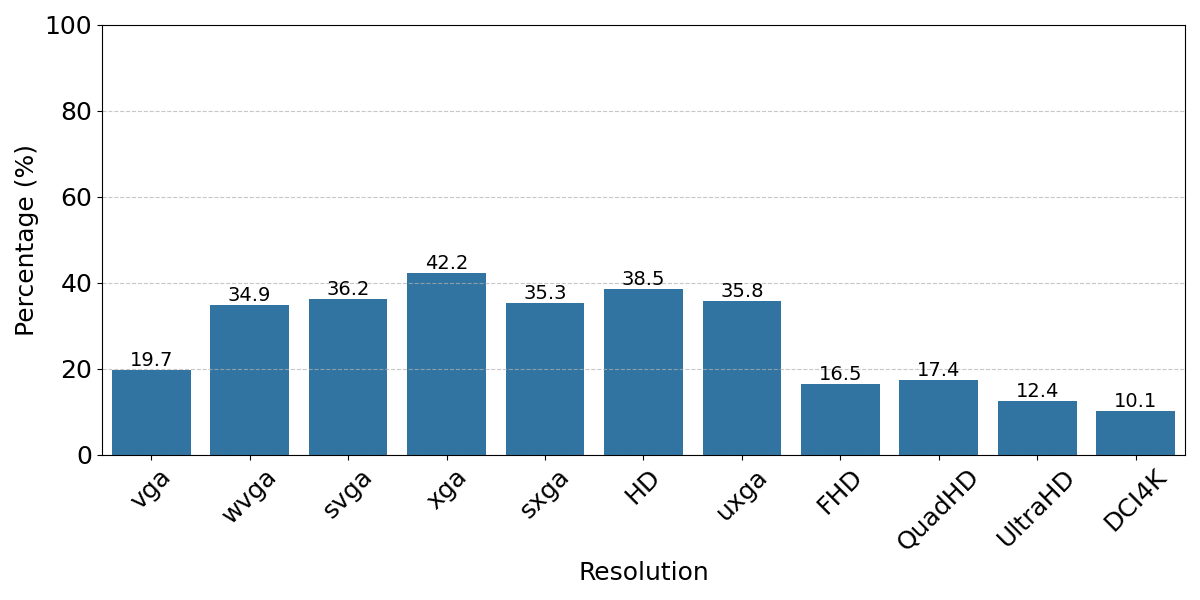 100
80
60
40
20
0
Percentage (%)
19.7
34.9
36.2
42.2
35.3
38.5
35.8
16.5
17.4
12.4
10.1
vga
wvga
svga
xga
sxga
HD
uxga
FHD
QuadHD
UltraHD
DCI4K
Resolution